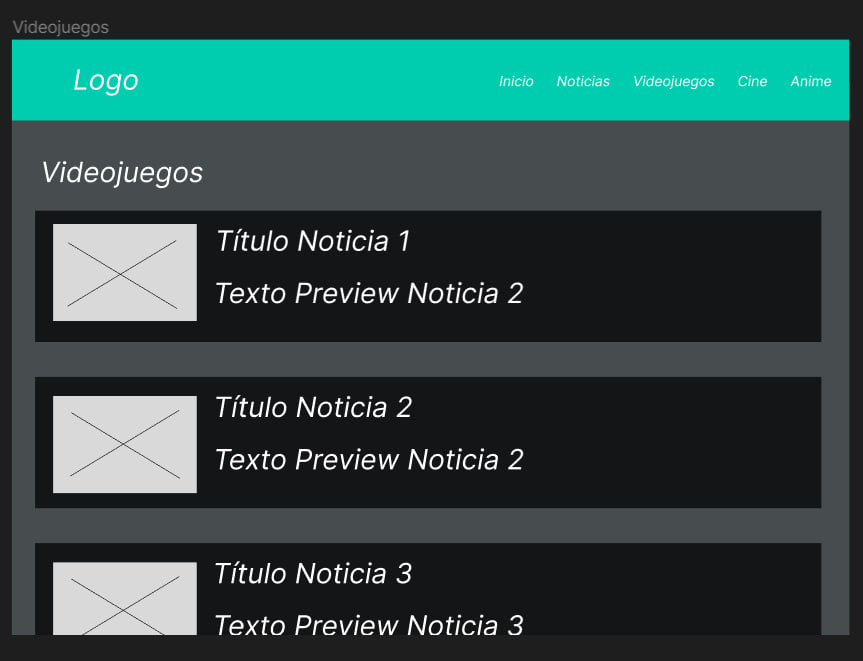 Videojuegos
Logo
Inicio Noticias Videojuegos Cine Anime
Videojuegos
Título Noticia 1
Texto Preview Noticia 2
Título Noticia 2
Texto Preview Noticia 2
Título Noticia 3
Texto Preview Noticia 3